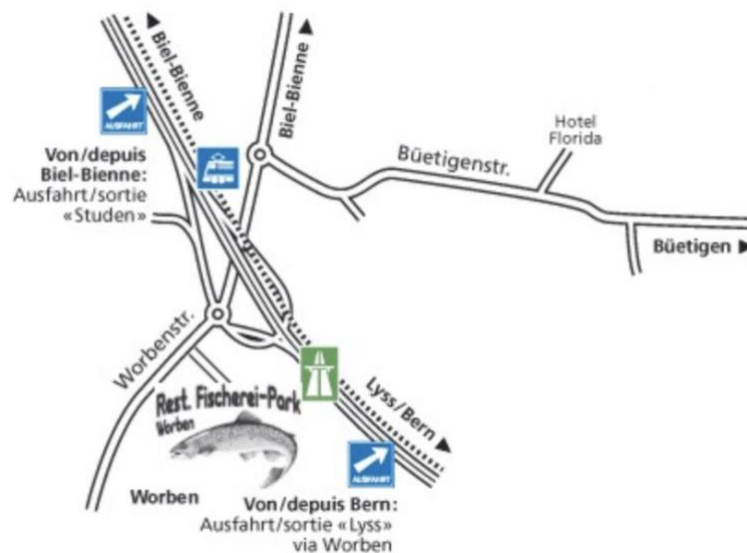 Biel-Bienne
Biel-Bienne
AUSFAHRT
Von/depuis
Biel-Bienne:
Ausfahrt/sortie
«Studen»
Hotel
Florida
Büetigenstr.
Büetigen
Worbenstr.
Rest. Fischerei-Park
Worben
Lyss/Bern
AUSFAHRT
Worben
Von/depuis Bern:
Ausfahrt/sortie «Lyss»
via Worben